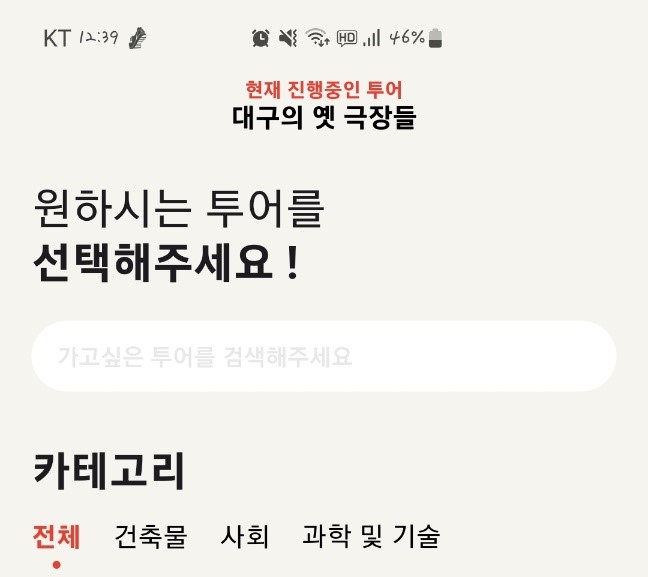 KT 12:39 HD 46%
현재 진행중인 투어
대구의 옛 극장들
원하시는 투어를
선택해주세요 !
가고싶은 투어를 검색해주세요
카테고리
전체 건축물 사회 과학 및 기술